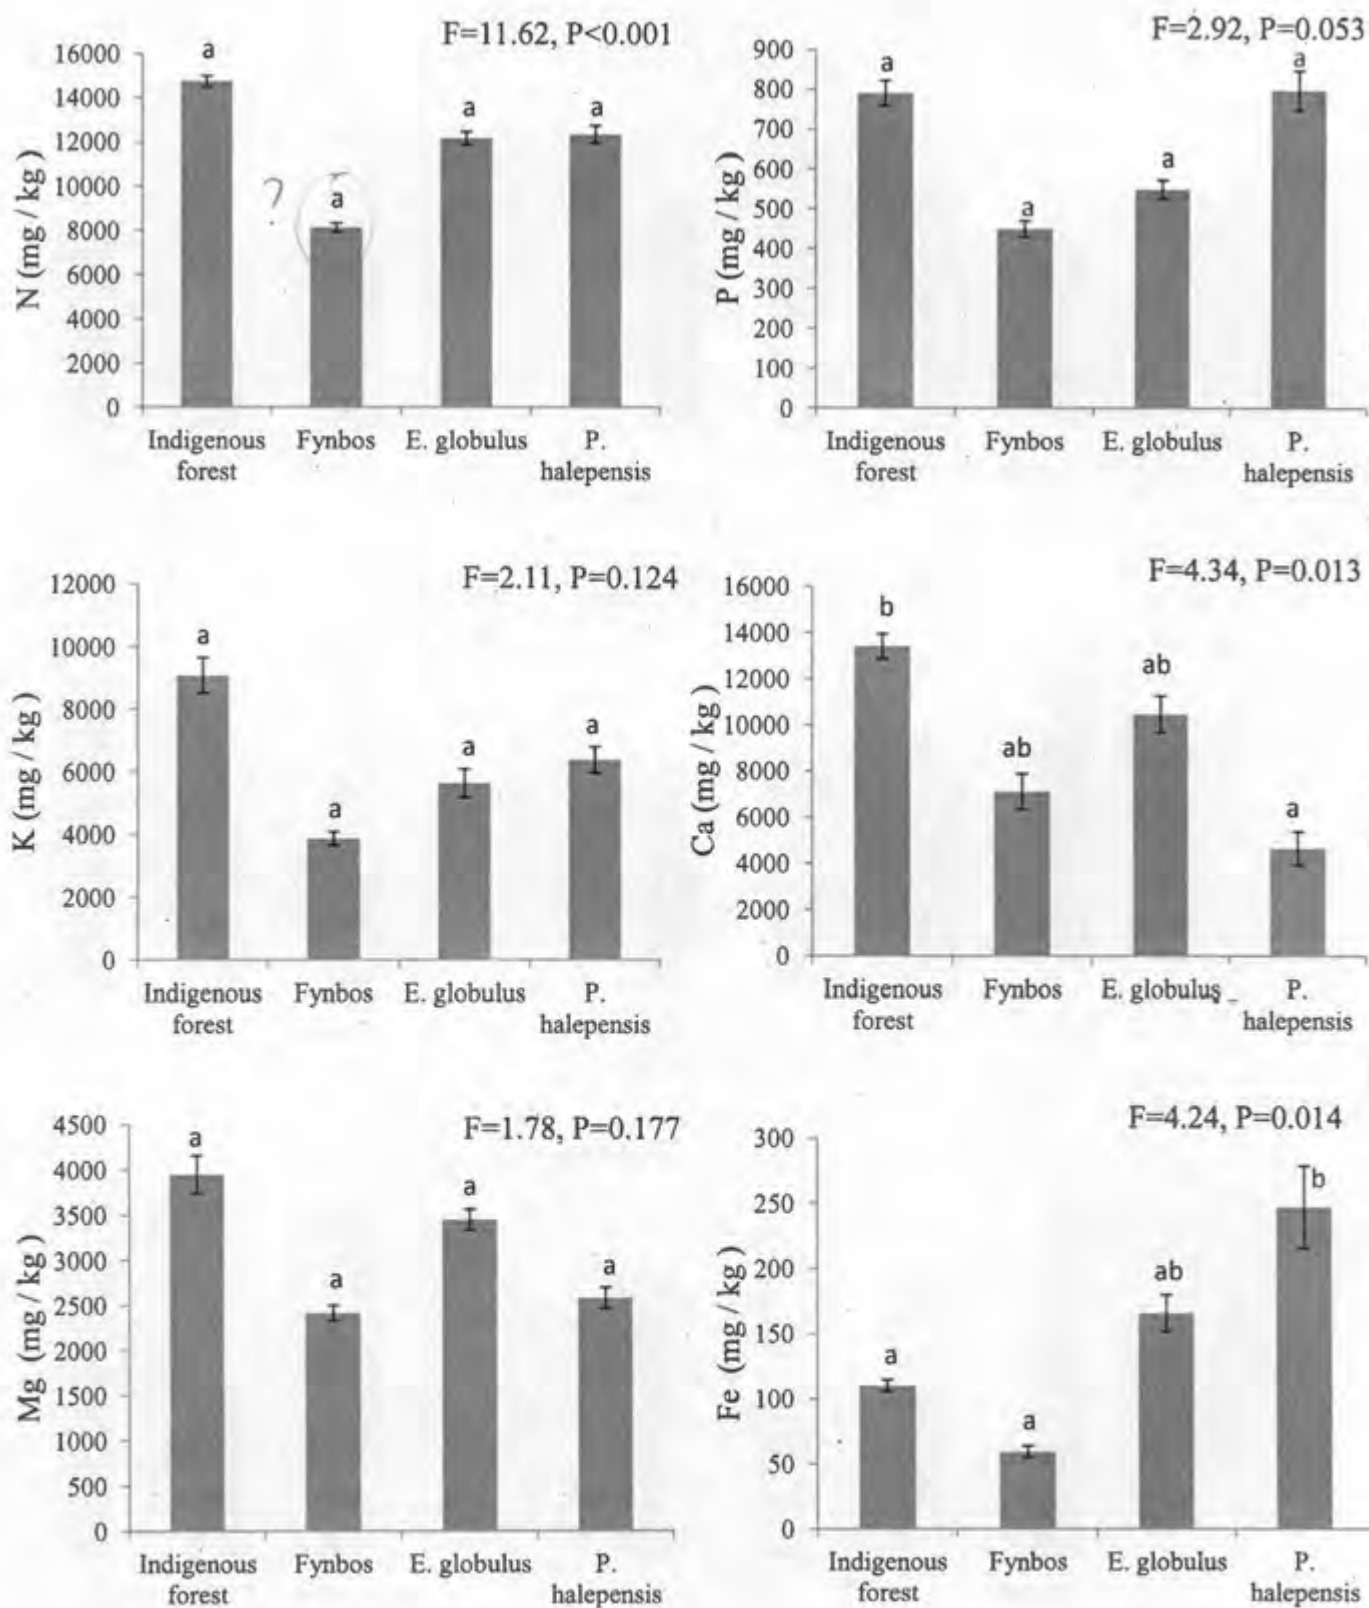 F=11.62, P<0.001
16000
14000
12000
10000
8000
6000
4000
2000
0
N (mg / kg)
a
?
a
a
a
Indigenous forest
Fynbos
E. globulus
P. halepensis
F=2.92, P=0.053
900
800
700
600
500
400
300
200
100
0
P (mg / kg)
a
a
a
a
Indigenous forest
Fynbos
E. globulus
P. halepensis
F=2.11, P=0.124
12000
10000
8000
6000
4000
2000
0
K (mg / kg)
a
a
a
a
Indigenous forest
Fynbos
E. globulus
P. halepensis
F=4.34, P=0.013
16000
14000
12000
10000
8000
6000
4000
2000
0
Ca (mg / kg)
b
ab
ab
a
Indigenous forest
Fynbos
E. globulus
P. halepensis
F=1.78, P=0.177
4500
4000
3500
3000
2500
2000
1500
1000
500
0
Mg (mg / kg)
a
a
a
a
Indigenous forest
Fynbos
E. globulus
P. halepensis
F=4.24, P=0.014
300
250
200
150
100
50
0
Fe (mg / kg)
a
a
ab
b
Indigenous forest
Fynbos
E. globulus
P. halepensis